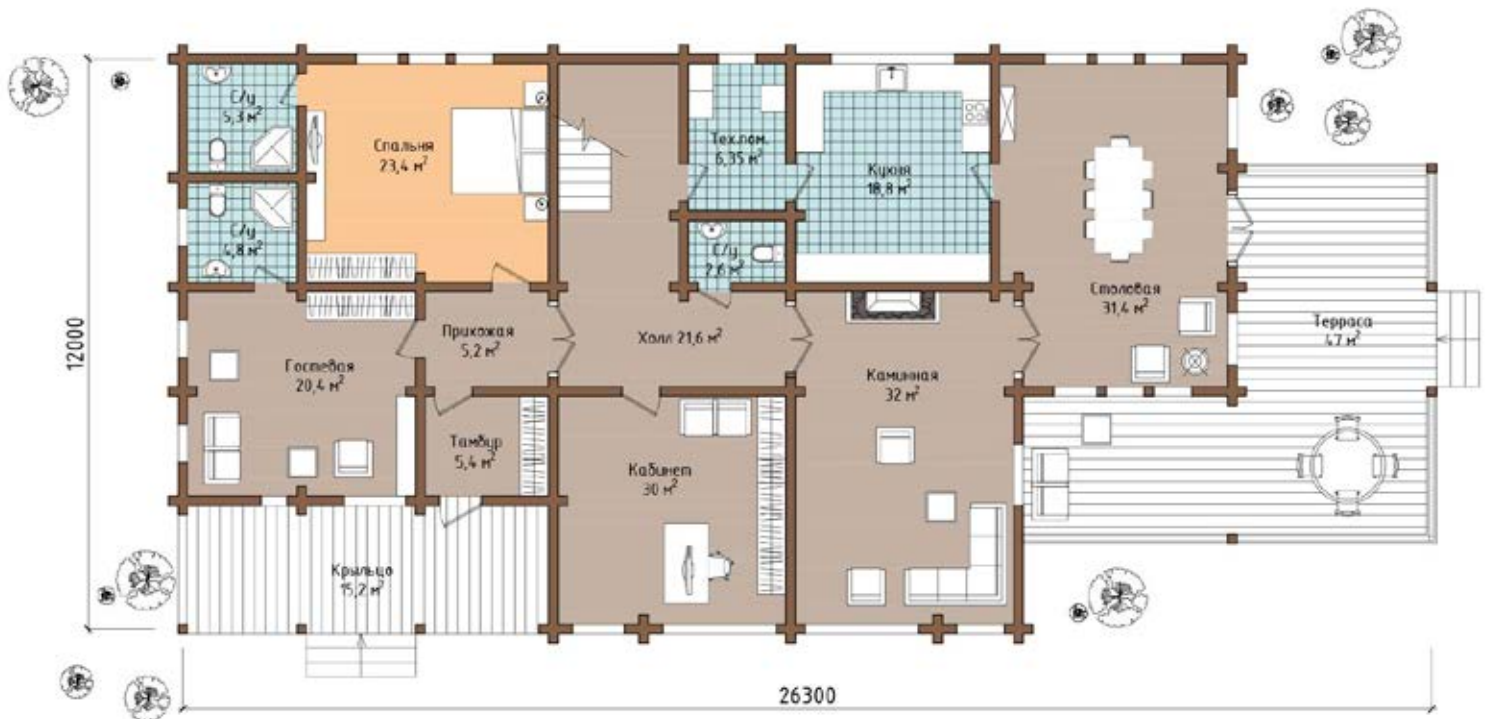 С/у
5,3 м²
Спальня
23,4 м²
Тех.пом.
6,35 м²
Кухня
18,8 м²
С/у
4,8 м²
С/у
2,6 м²
Столовая
31,4 м²
Терраса
47 м²
Прихожая
5,2 м²
Холл 21,6 м²
Гостевая
20,4 м²
Каминная
32 м²
Тамбур
5,4 м²
Кабинет
30 м²
Крыльцо
15,2 м²
12000
26300